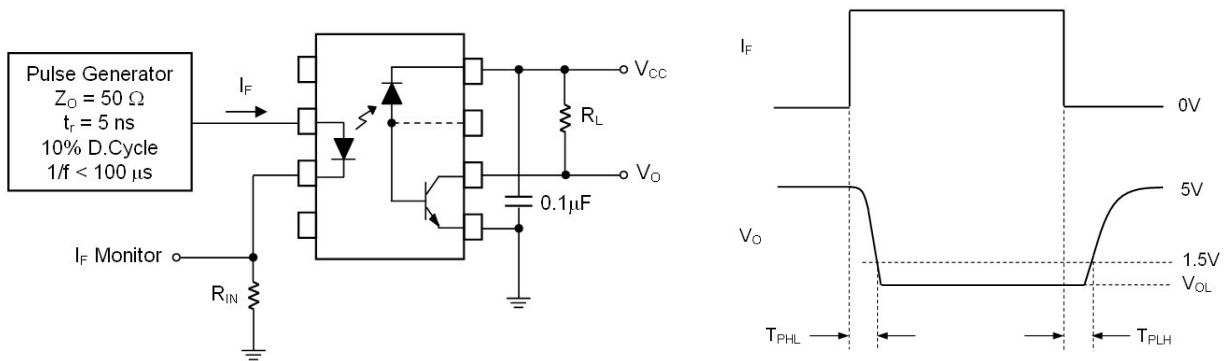 Pulse Generator
Z_O = 50 Ω
t_r = 5 ns
10% D.Cycle
1/f < 100 μs
I_F
V_CC
R_L
V_O
0.1μF
I_F Monitor
R_IN
I_F
0V
5V
V_O
1.5V
V_OL
T_PHL
T_PLH